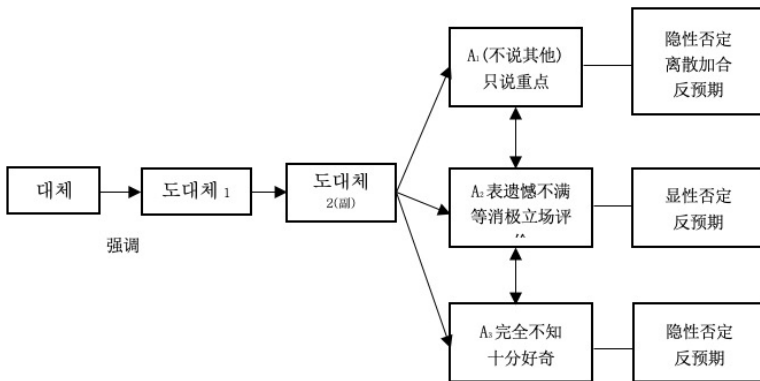 대체
강조
도대체 1
도대체
2(副)
A₁(不说其他)
只说重点
A₂表遗憾不满
等消极立场评
A₃完全不知
十分好奇
隐性否定
离散加合
反预期
显性否定
反预期
隐性否定
反预期